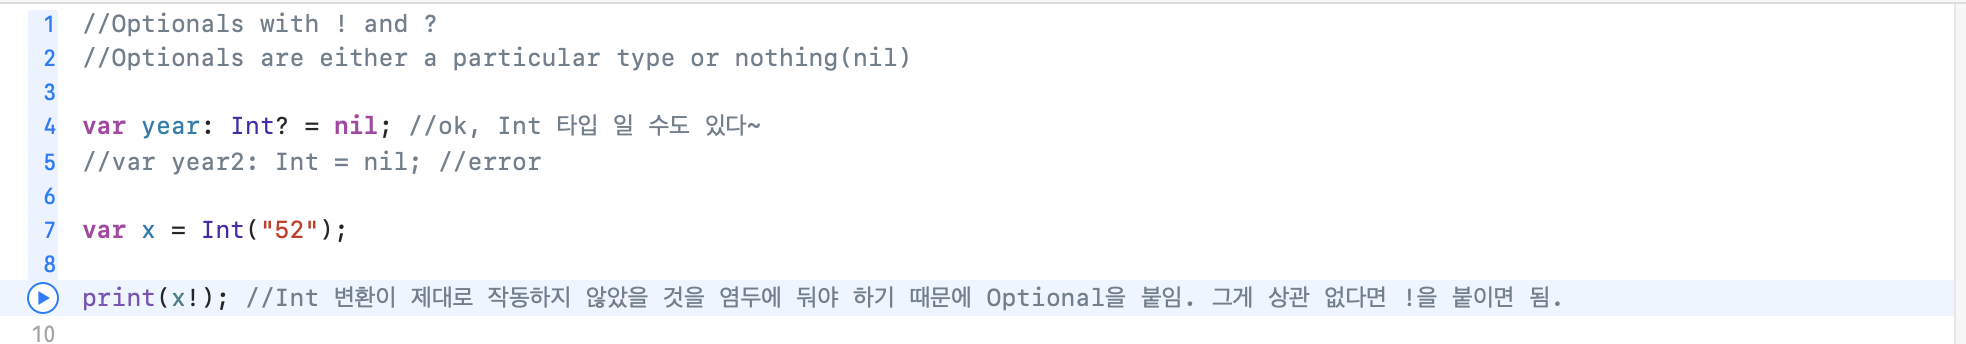 1 //Optionals with ! and ?
2 //Optionals are either a particular type or nothing(nil)
3
4 var year: Int? = nil; //ok, Int 타입 일 수도 있다~
5 //var year2: Int = nil; //error
6
7 var x = Int("52");
8
print(x!); //Int 변환이 제대로 작동하지 않았을 것을 염두에 둬야 하기 때문에 Optional을 붙임. 그게 상관 없다면 !을 붙이면 됨.
10